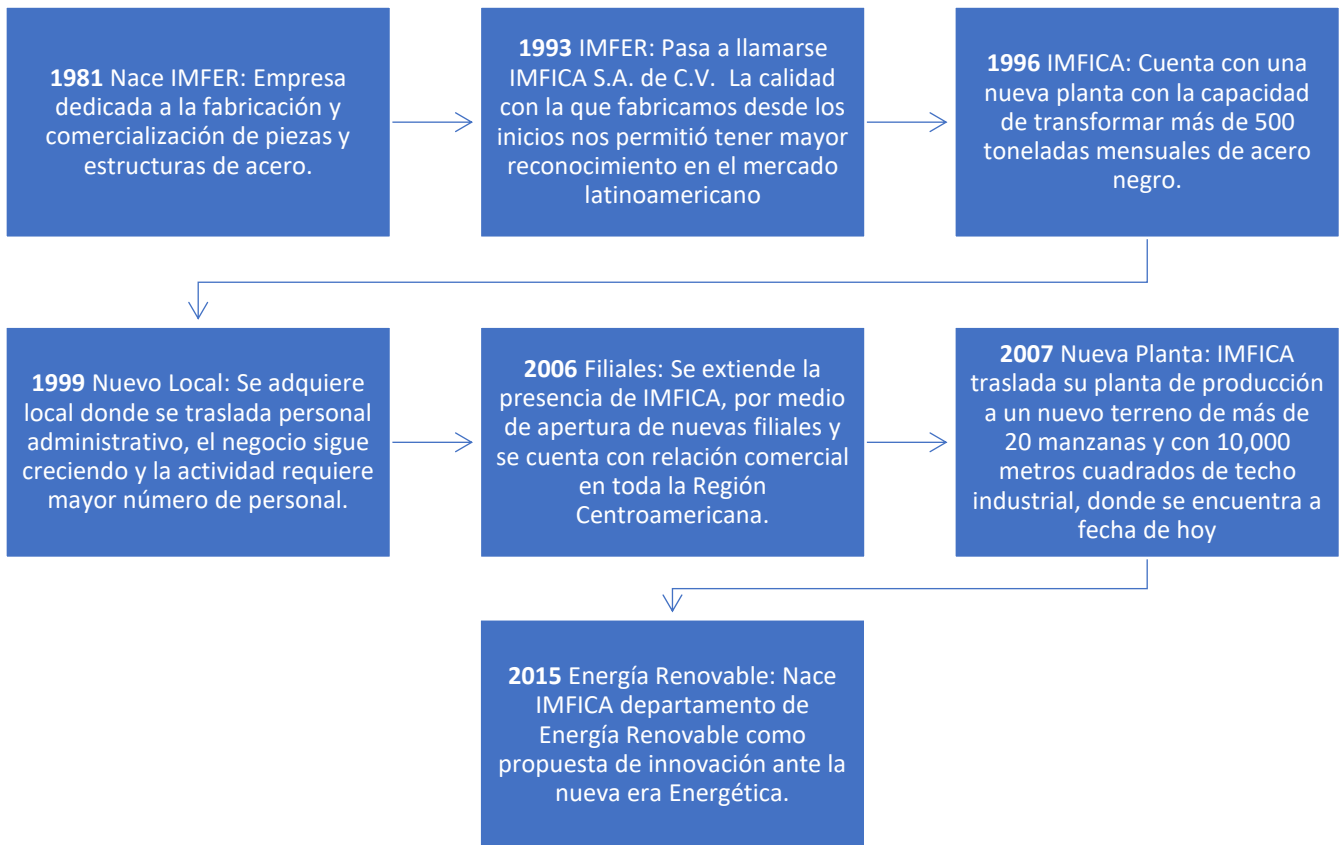 1981 Nace IMFER: Empresa
dedicada a la fabricación y
comercialización de piezas y
estructuras de acero.
1993 IMFER: Pasa a llamarse
IMFICA S.A. de C.V. La calidad
con la que fabricamos desde los
inicios nos permitió tener mayor
reconocimiento en el mercado
latinoamericano
1996 IMFICA: Cuenta con una
nueva planta con la capacidad
de transformar más de 500
toneladas mensuales de acero
negro.
1999 Nuevo Local: Se adquiere
local donde se traslada personal
administrativo, el negocio sigue
creciendo y la actividad requiere
mayor número de personal.
2006 Filiales: Se extiende la
presencia de IMFICA, por medio
de apertura de nuevas filiales y
se cuenta con relación comercial
en toda la Región
Centroamericana.
2007 Nueva Planta: IMFICA
traslada su planta de producción
a un nuevo terreno de más de
20 manzanas y con 10,000
metros cuadrados de techo
industrial, donde se encuentra a
fecha de hoy
2015 Energía Renovable: Nace
IMFICA departamento de
Energía Renovable como
propuesta de innovación ante la
nueva era Energética.